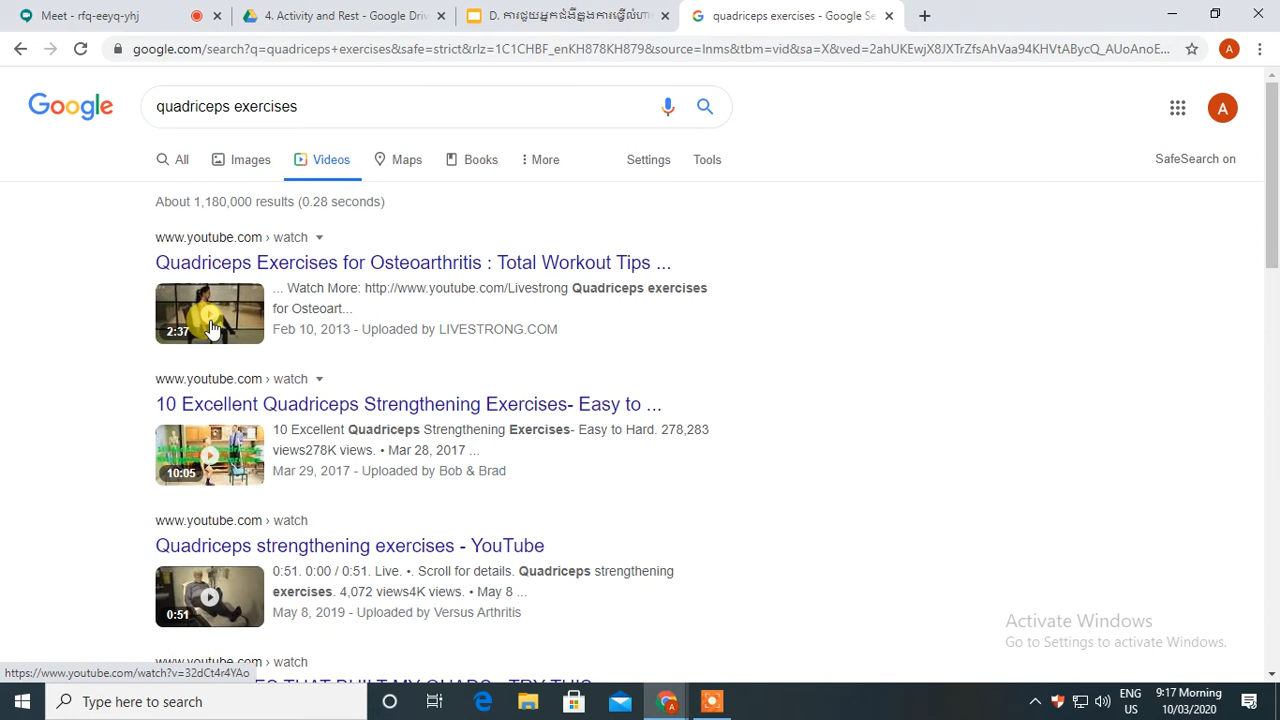 Meet - rfq-eeyq-yhj
4. Activity and Rest - Google Driv
D. ការជួយអ្នកជំងឺក្នុងការធ្វើលំហា
quadriceps exercises - Google Se
google.com/search?q=quadriceps+exercises&safe=strict&rlz=1C1CHBF_enKH878KH879&source=lnms&tbm=vid&sa=X&ved=2ahUKEwjX8JXTrZfsAhVaa94KHVtABycQ_AUoAnoE...
A
Google
quadriceps exercises
A
All
Images
Videos
Maps
Books
More
Settings
Tools
SafeSearch on
About 1,180,000 results (0.28 seconds)
www.youtube.com › watch
Quadriceps Exercises for Osteoarthritis : Total Workout Tips ...
... Watch More: http://www.youtube.com/Livestrong Quadriceps exercises
for Osteoart...
2:37
Feb 10, 2013 - Uploaded by LIVESTRONG.COM
www.youtube.com › watch
10 Excellent Quadriceps Strengthening Exercises- Easy to ...
10 Excellent Quadriceps Strengthening Exercises- Easy to Hard. 278,283
views278K views. • Mar 28, 2017 ...
10:05
Mar 29, 2017 - Uploaded by Bob & Brad
www.youtube.com › watch
Quadriceps strengthening exercises - YouTube
0:51. 0:00 / 0:51. Live. •. Scroll for details. Quadriceps strengthening
exercises. 4,072 views4K views. • May 8 ...
0:51
May 8, 2019 - Uploaded by Versus Arthritis
Activate Windows
Go to Settings to activate Windows.
www.youtube.com › watch
https://www.youtube.com/watch?v=32dCt4r4YAo
THAT BUILT MY QUADS - TRY THIS
Type here to search
ENG
US
9:17 Morning
10/03/2020